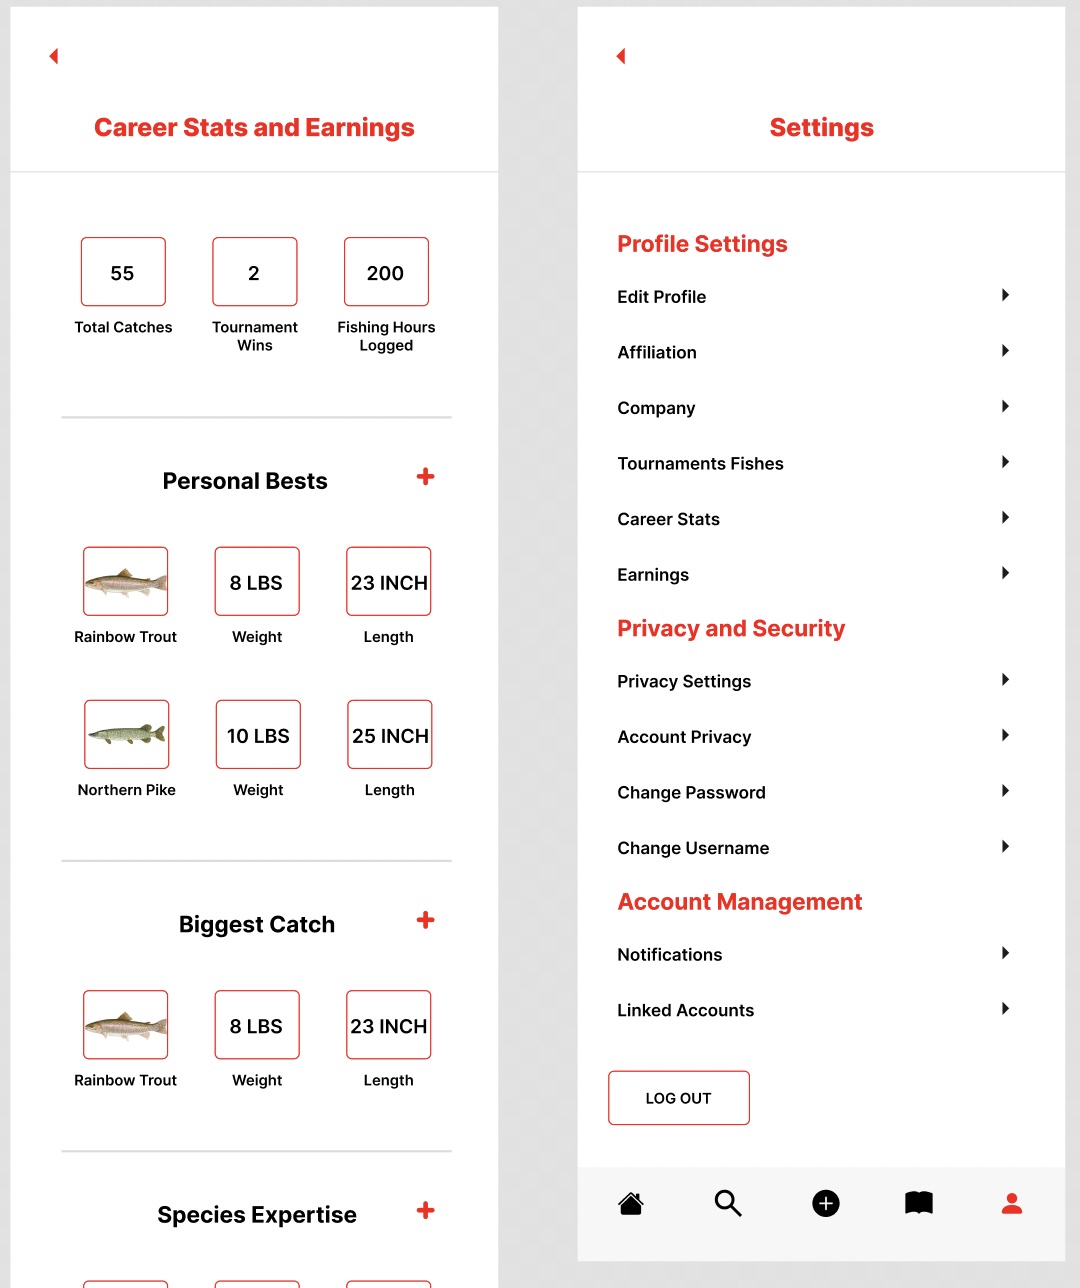 Career Stats and Earnings
55
2
200
Total Catches
Tournament
Wins
Fishing Hours
Logged
Personal Bests
8 LBS
23 INCH
Rainbow Trout
Weight
Length
10 LBS
25 INCH
Northern Pike
Weight
Length
Biggest Catch
8 LBS
23 INCH
Rainbow Trout
Weight
Length
Species Expertise
Settings
Profile Settings
Edit Profile
Affiliation
Company
Tournaments Fishes
Career Stats
Earnings
Privacy and Security
Privacy Settings
Account Privacy
Change Password
Change Username
Account Management
Notifications
Linked Accounts
LOG OUT